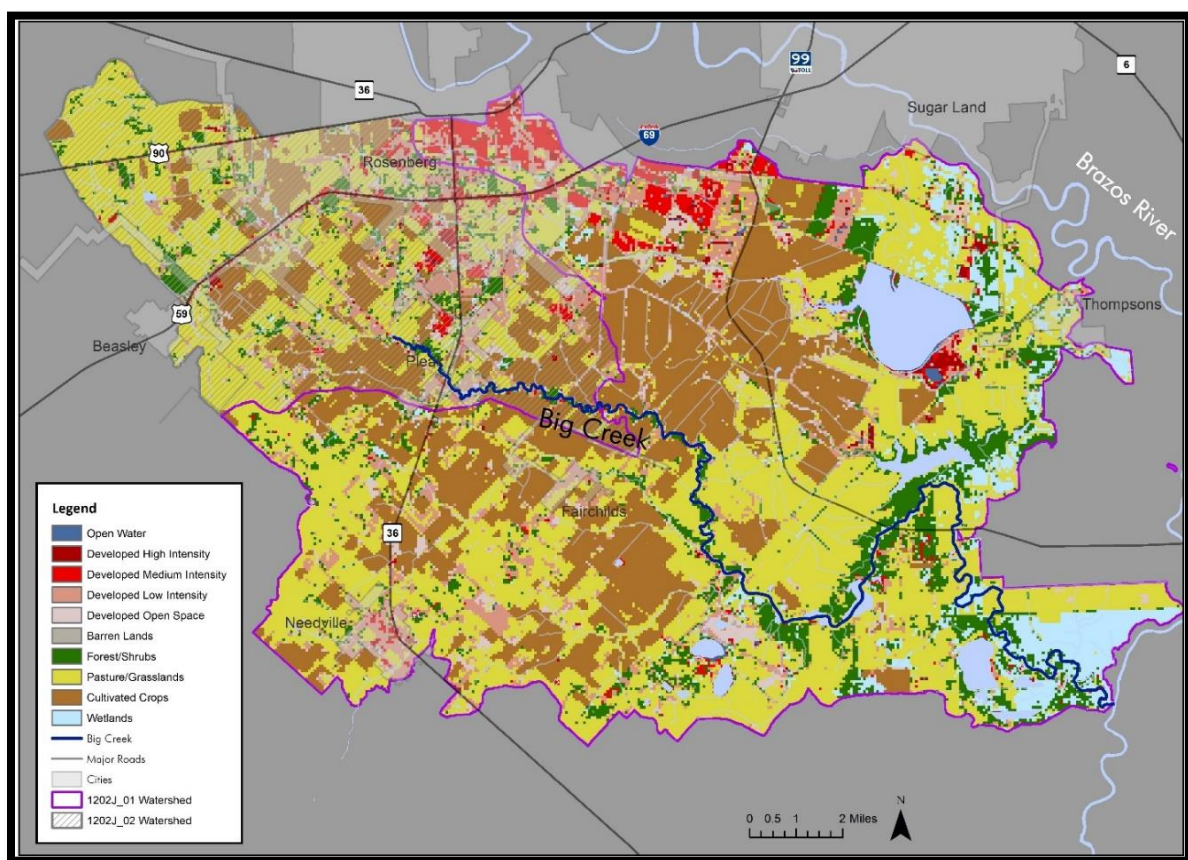 36
99
TOLL
6
Sugar Land
69
90
Rosenberg
Brazos River
59
Beasley
Thompsons
Plea
Big Creek
Fairchilds
36
Needville
Legend
Open Water
Developed High Intensity
Developed Medium Intensity
Developed Low Intensity
Developed Open Space
Barren Lands
Forest/Shrubs
Pasture/Grasslands
Cultivated Crops
Wetlands
Big Creek
Major Roads
Cities
1202J_01 Watershed
1202J_02 Watershed
N
0 0.5 1 2 Miles